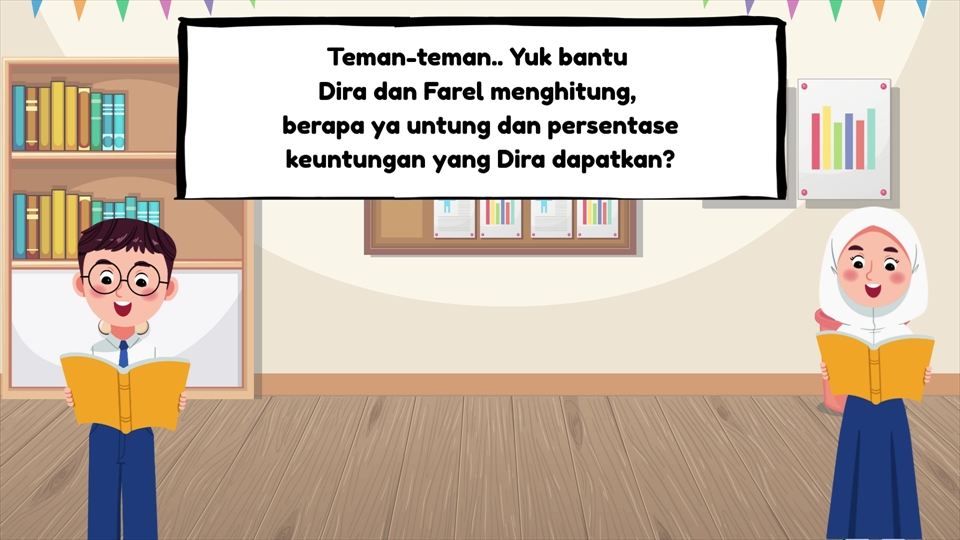 Teman-teman.. Yuk bantu
Dira dan Farel menghitung,
berapa ya untung dan persentase
keuntungan yang Dira dapatkan?